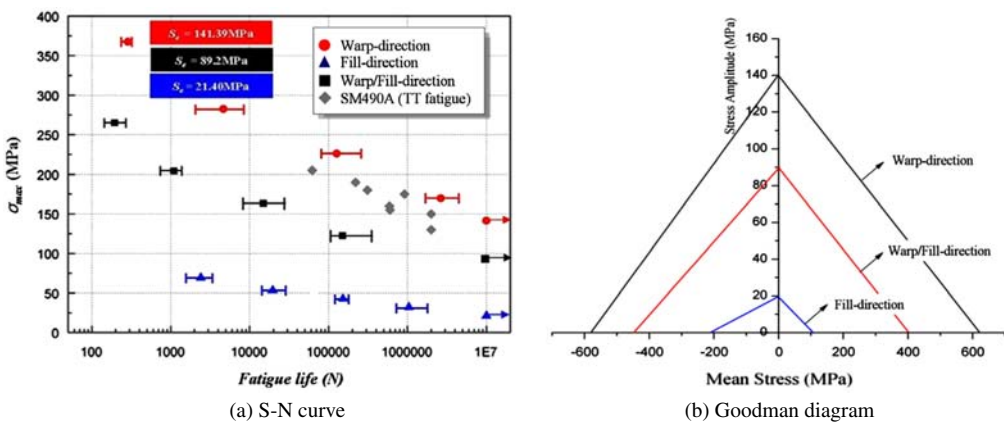 400
350
300
250
200
150
100
50
0
σmax (MPa)
Se = 141.39MPa
Se = 89.2MPa
Se = 21.40MPa
Warp-direction
Fill-direction
Warp/Fill-direction
SM490A (TT fatigue)
100 1000 10000 100000 1000000 1E7
Fatigue life (N)
(a) S-N curve
Stress Amplitude (MPa)
160
140
120
100
80
60
40
20
0
Warp-direction
Warp/Fill-direction
Fill-direction
-600 -400 -200 0 200 400 600
Mean Stress (MPa)
(b) Goodman diagram